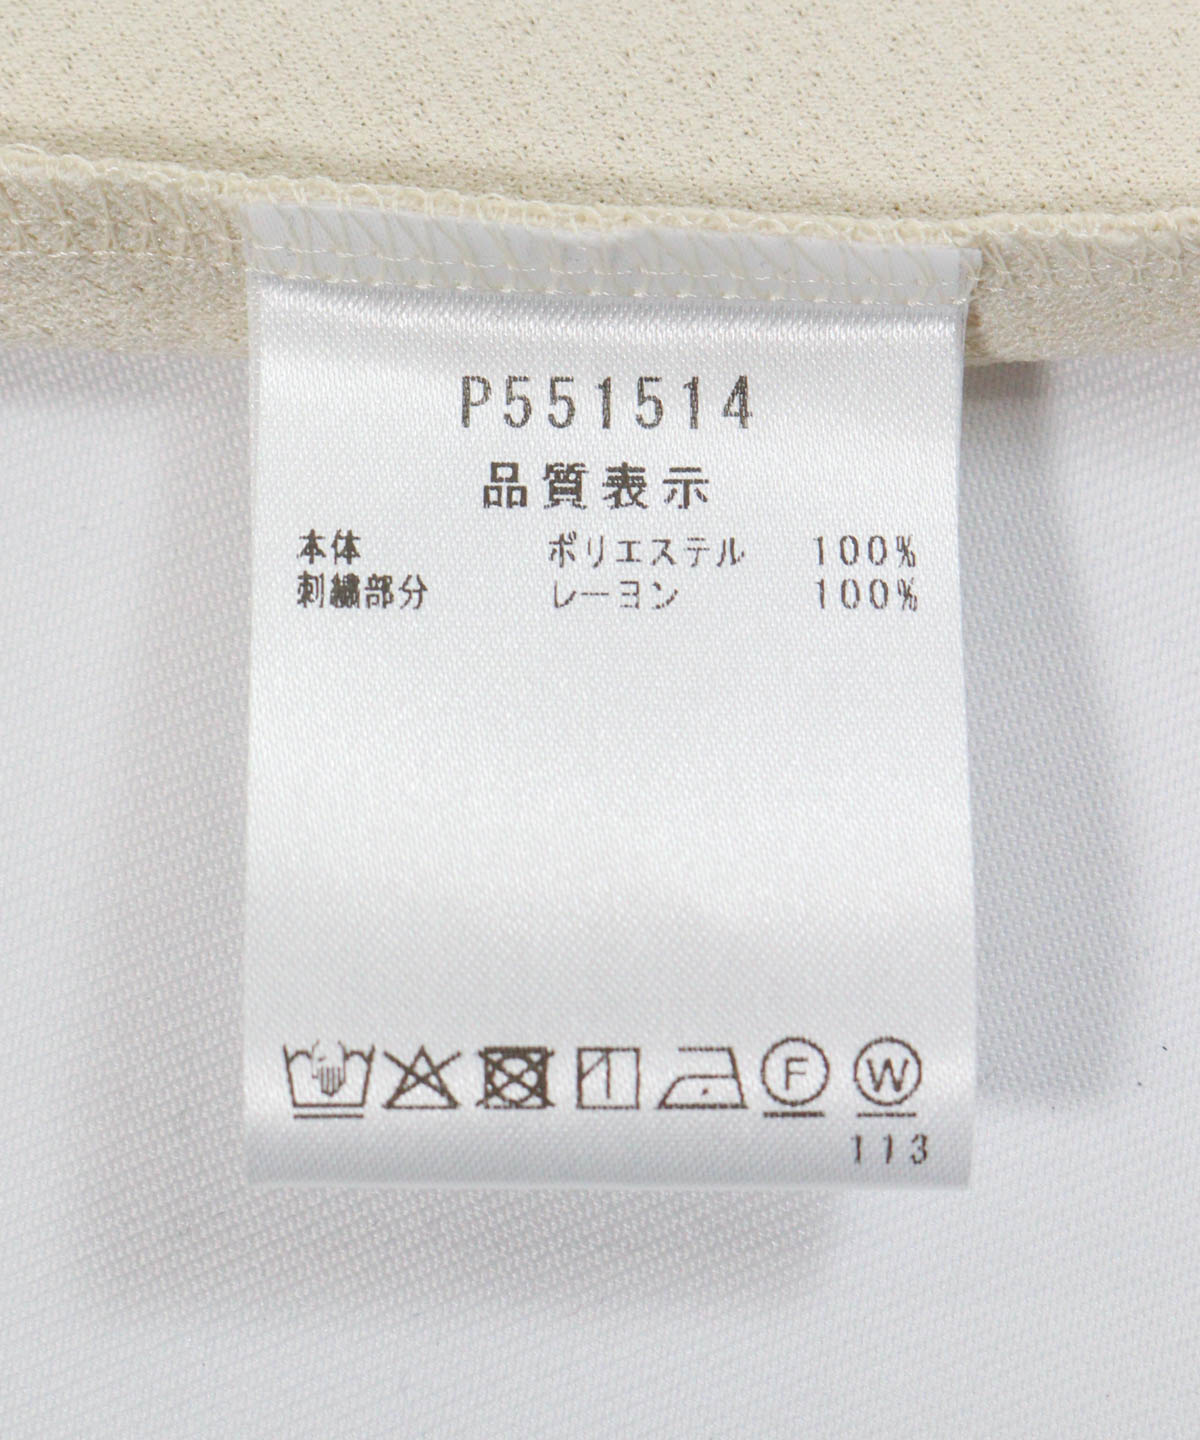 P551514
品質表示
本体 ポリエステル 100%
刺繍部分 レーヨン 100%
F W
113